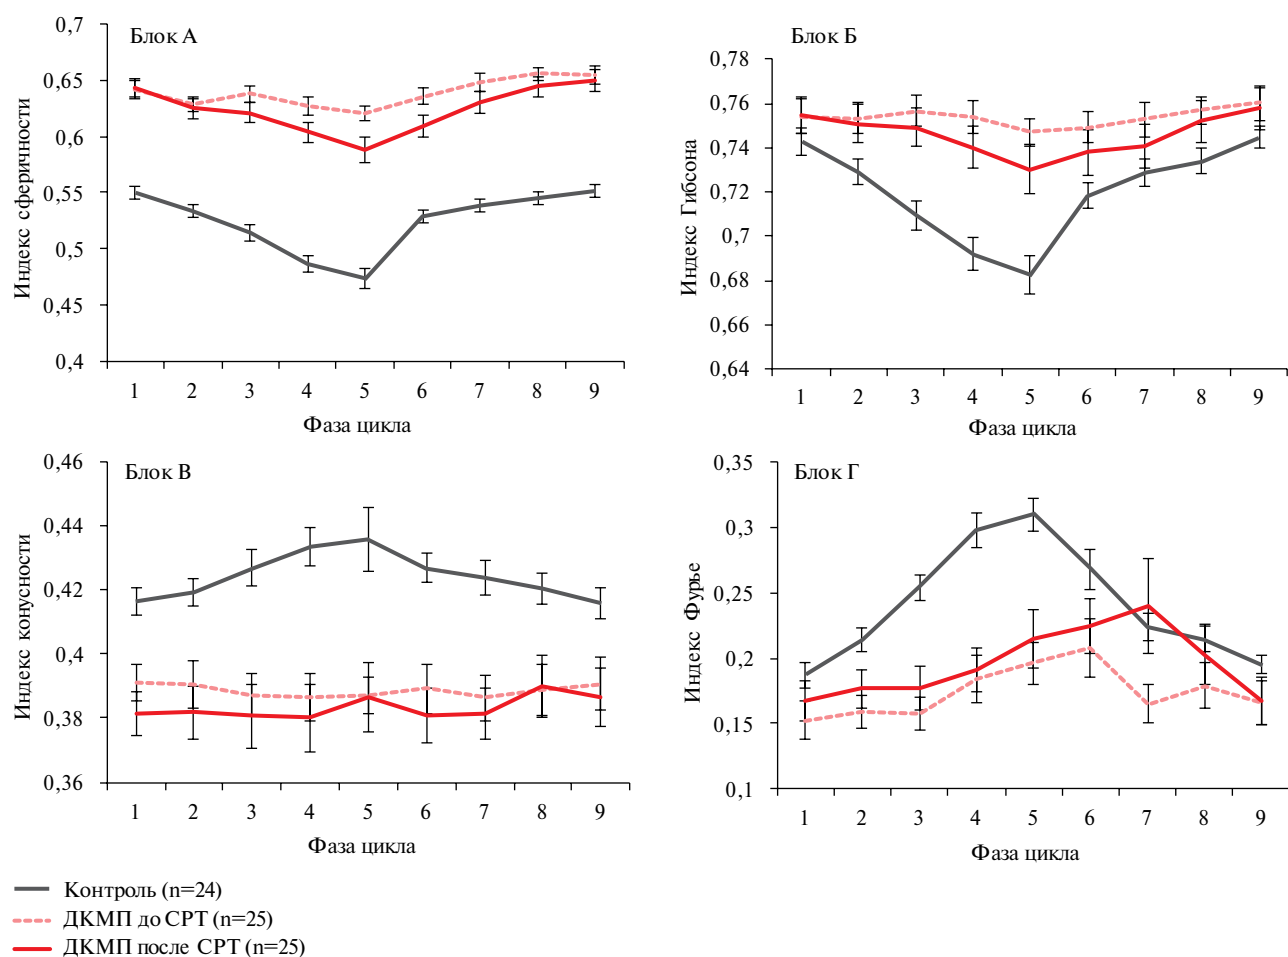 Блок А
Индекс сферичности
0,7
0,65
0,6
0,55
0,5
0,45
0,4
1 2 3 4 5 6 7 8 9
Фаза цикла
Блок Б
Индекс Гибсона
0,78
0,76
0,74
0,72
0,7
0,68
0,66
0,64
1 2 3 4 5 6 7 8 9
Фаза цикла
Блок В
Индекс конусности
0,46
0,44
0,42
0,4
0,38
0,36
1 2 3 4 5 6 7 8 9
Фаза цикла
Блок Г
Индекс Фурье
0,35
0,3
0,25
0,2
0,15
0,1
1 2 3 4 5 6 7 8 9
Фаза цикла
Контроль (n=24)
ДКМП до СРТ (n=25)
ДКМП после СРТ (n=25)